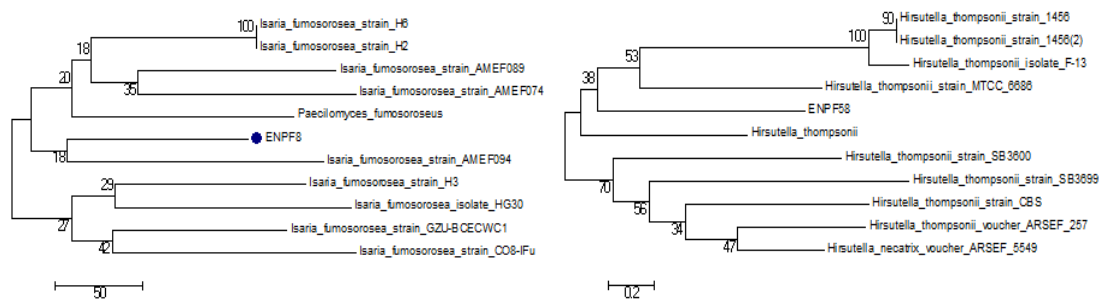 100
Isaria_fumosorosea_strain_H6
Isaria_fumosorosea_strain_H2
18
Isaria_fumosorosea_strain_AMEF089
20
35
Isaria_fumosorosea_strain_AMEF074
Paecilomyces_fumosoroseus
ENPF8
18
Isaria_fumosorosea_strain_AMEF094
29
Isaria_fumosorosea_strain_H3
Isaria_fumosorosea_isolate_HG30
27
Isaria_fumosorosea_strain_GZU-BCECWC1
42
Isaria_fumosorosea_strain_CO8-IFu
50
90
Hirsutella_thompsonii_strain_1456
100
Hirsutella_thompsonii_strain_1456(2)
53
Hirsutella_thompsonii_isolate_F-13
38
Hirsutella_thompsonii_strain_MTCC_6686
ENPF58
Hirsutella_thompsonii
Hirsutella_thompsonii_strain_SB3600
70
Hirsutella_thompsonii_strain_SB3699
56
Hirsutella_thompsonii_strain_CBS
34
Hirsutella_thompsonii_voucher_ARSEF_257
47
Hirsutella_necatrix_voucher_ARSEF_5549
0.2